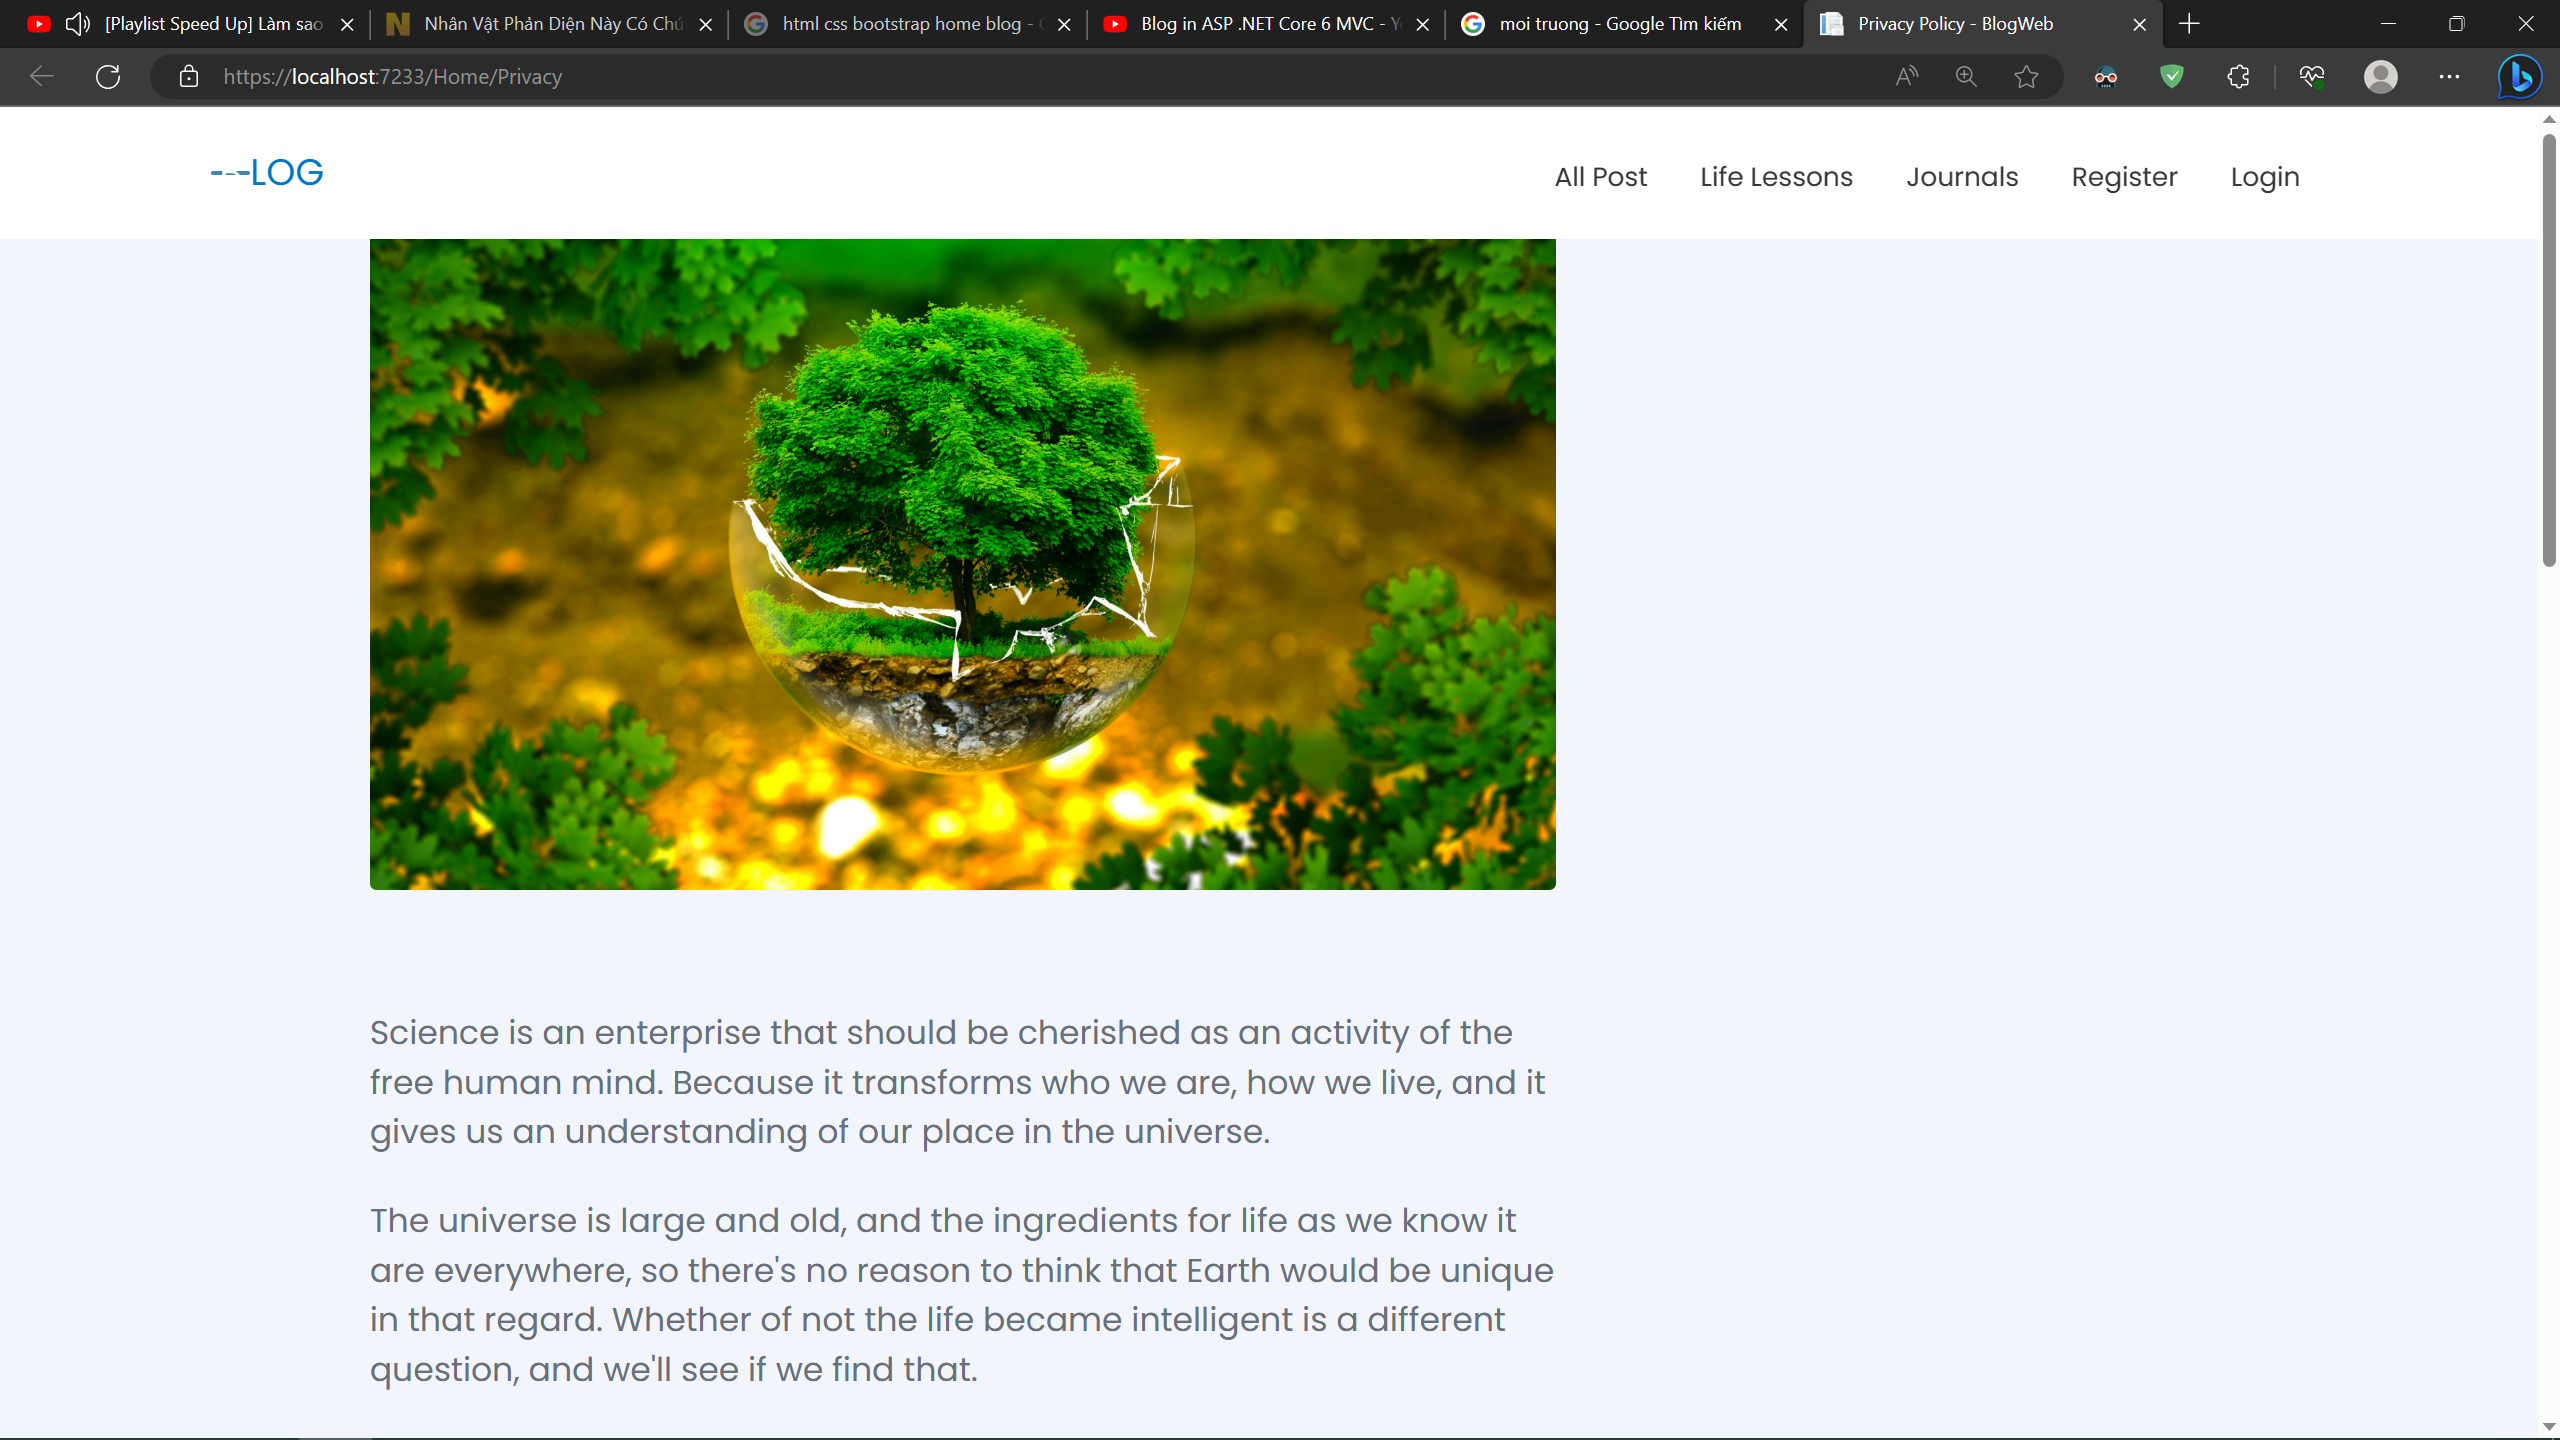 [Playlist Speed Up] Làm sao
Nhân Vật Phản Diện Này Có Chú
html css bootstrap home blog -
Blog in ASP .NET Core 6 MVC -
moi truong - Google Tìm kiếm
Privacy Policy - BlogWeb
https://localhost:7233/Home/Privacy
LOG
All Post
Life Lessons
Journals
Register
Login
Science is an enterprise that should be cherished as an activity of the
free human mind. Because it transforms who we are, how we live, and it
gives us an understanding of our place in the universe.
The universe is large and old, and the ingredients for life as we know it
are everywhere, so there's no reason to think that Earth would be unique
in that regard. Whether of not the life became intelligent is a different
question, and we'll see if we find that.